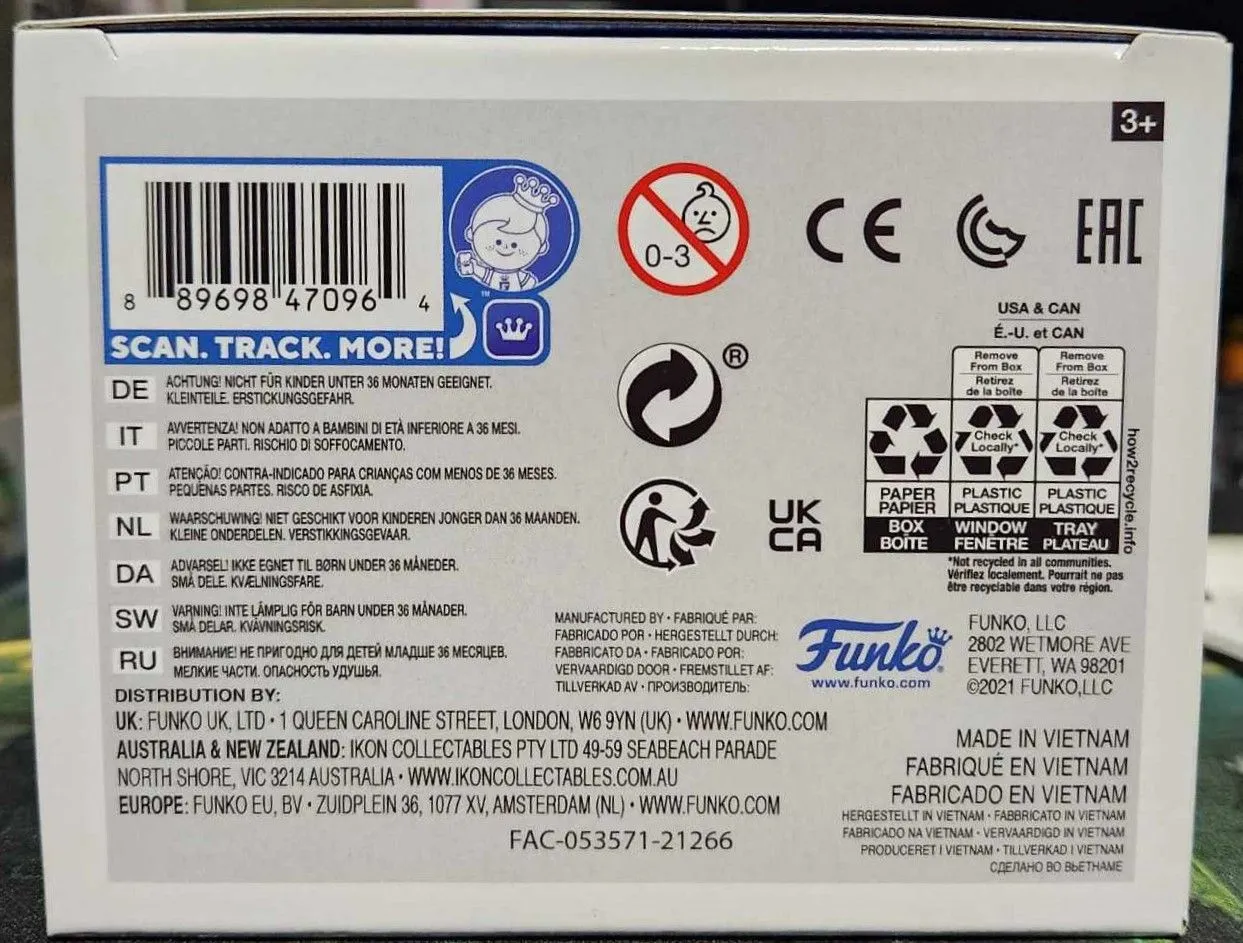 3+
8 89698 47096 4
SCAN. TRACK. MORE!
™
0-3
CE
EAC
®
UK
CA
DE ACHTUNG! NICHT FÜR KINDER UNTER 36 MONATEN GEEIGNET.
KLEINTEILE. ERSTICKUNGSGEFAHR.
IT AVVERTENZA! NON ADATTO A BAMBINI DI ETÀ INFERIORE A 36 MESI.
PICCOLE PARTI. RISCHIO DI SOFFOCAMENTO.
PT ATENÇÃO! CONTRA-INDICADO PARA CRIANÇAS COM MENOS DE 36 MESES.
PEQUENAS PARTES. RISCO DE ASFIXIA.
NL WAARSCHUWING! NIET GESCHIKT VOOR KINDEREN JONGER DAN 36 MAANDEN.
KLEINE ONDERDELEN. VERSTIKKINGSGEVAAR.
DA ADVARSEL! IKKE EGNET TIL BØRN UNDER 36 MÅNEDER.
SMÅ DELE. KVÆLNINGSFARE.
SW VARNING! INTE LÄMPLIG FÖR BARN UNDER 36 MÅNADER.
SMÅ DELAR. KVÄVNINGSRISK.
RU ВНИМАНИЕ! НЕ ПРИГОДНО ДЛЯ ДЕТЕЙ МЛАДШЕ 36 МЕСЯЦЕВ.
МЕЛКИЕ ЧАСТИ. ОПАСНОСТЬ УДУШЬЯ.
USA & CAN
É.-U. et CAN
Remove From Box Retirez de la boîte
Remove From Box Retirez de la boîte
Check Locally*
Check Locally*
PAPER PAPIER
PLASTIC PLASTIQUE
PLASTIC PLASTIQUE
BOX BOÎTE
WINDOW FENÊTRE
TRAY PLATEAU
how2recycle.info
*Not recycled in all communities.
Vérifiez localement. Pourrait ne pas
être recyclable dans votre région.
MANUFACTURED BY • FABRIQUÉ PAR:
FABRICADO POR • HERGESTELLT DURCH:
FABBRICATO DA • FABRICADO POR:
VERVAARDIGD DOOR • FREMSTILLET AF:
TILLVERKAD AV • ПРОИЗВОДИТЕЛЬ:
Funko®
www.funko.com
FUNKO, LLC
2802 WETMORE AVE
EVERETT, WA 98201
©2021 FUNKO,LLC
DISTRIBUTION BY:
UK: FUNKO UK, LTD • 1 QUEEN CAROLINE STREET, LONDON, W6 9YN (UK) • WWW.FUNKO.COM
AUSTRALIA & NEW ZEALAND: IKON COLLECTABLES PTY LTD 49-59 SEABEACH PARADE
NORTH SHORE, VIC 3214 AUSTRALIA • WWW.IKONCOLLECTABLES.COM.AU
EUROPE: FUNKO EU, BV • ZUIDPLEIN 36, 1077 XV, AMSTERDAM (NL) • WWW.FUNKO.COM
FAC-053571-21266
MADE IN VIETNAM
FABRIQUÉ EN VIETNAM
FABRICADO EN VIETNAM
HERGESTELLT IN VIETNAM • FABBRICATO IN VIETNAM
FABRICADO NA VIETNAM • VERVAARDIGD IN VIETNAM
PRODUCERET I VIETNAM • TILLVERKAD I VIETNAM
СДЕЛАНО ВО ВЬЕТНАМЕ